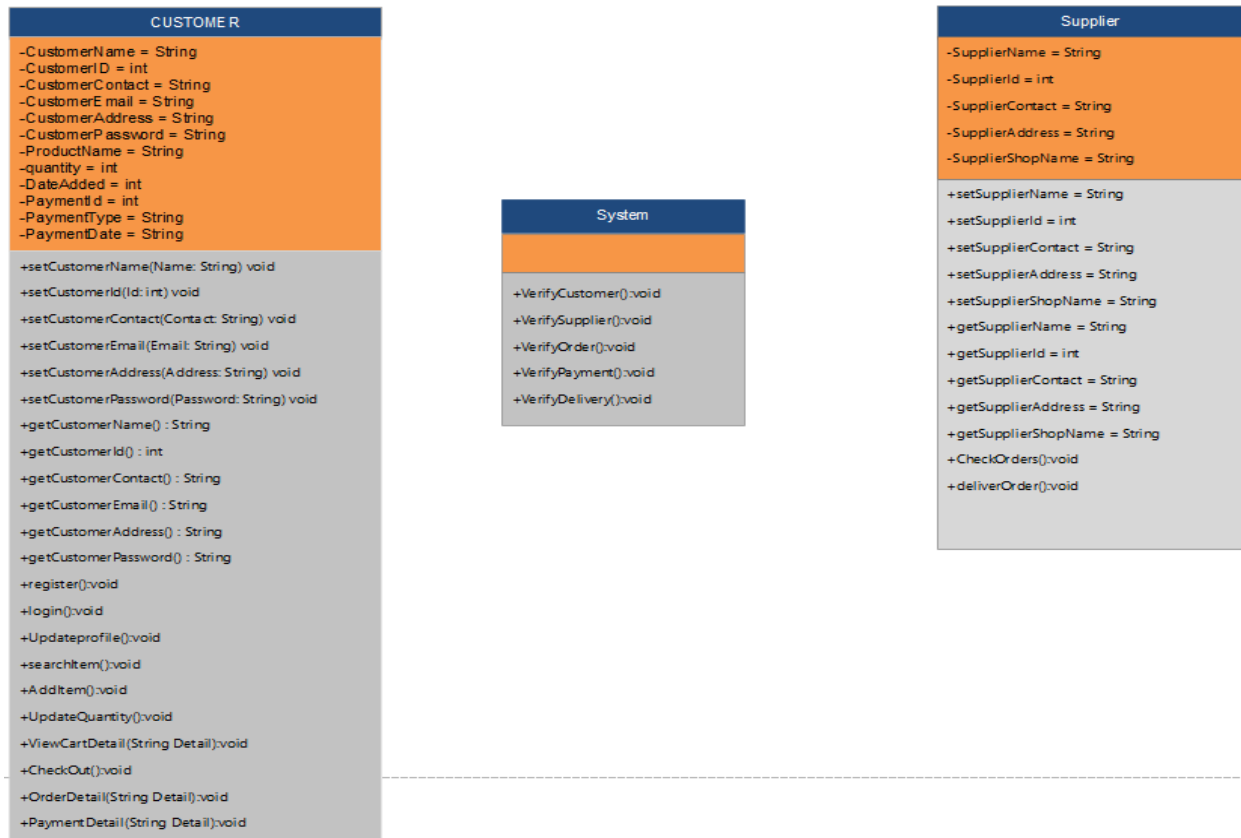 CUSTOMER
-CustomerName = String
-CustomerID = int
-CustomerContact = String
-CustomerEmail = String
-CustomerAddress = String
-CustomerPassword = String
-ProductName = String
-quantity = int
-DateAdded = int
-PaymentId = int
-PaymentType = String
-PaymentDate = String
+setCustomerName(Name: String) void
+setCustomerId(Id: int) void
+setCustomerContact(Contact: String) void
+setCustomerEmail(Email: String) void
+setCustomerAddress(Address: String) void
+setCustomerPassword(Password: String) void
+getCustomerName() : String
+getCustomerId() : int
+getCustomerContact() : String
+getCustomerEmail() : String
+getCustomerAddress() : String
+getCustomerPassword() : String
+register():void
+login():void
+Updateprofile():void
+searchItem():void
+AddItem():void
+UpdateQuantity():void
+ViewCartDetail(String Detail):void
+CheckOut():void
+OrderDetail(String Detail):void
+PaymentDetail(String Detail):void
System
+VerifyCustomer():void
+VerifySupplier():void
+VerifyOrder():void
+VerifyPayment():void
+VerifyDelivery():void
Supplier
-SupplierName = String
-SupplierId = int
-SupplierContact = String
-SupplierAddress = String
-SupplierShopName = String
+setSupplierName = String
+setSupplierId = int
+setSupplierContact = String
+setSupplierAddress = String
+setSupplierShopName = String
+getSupplierName = String
+getSupplierId = int
+getSupplierContact = String
+getSupplierAddress = String
+getSupplierShopName = String
+CheckOrders():void
+deliverOrder():void